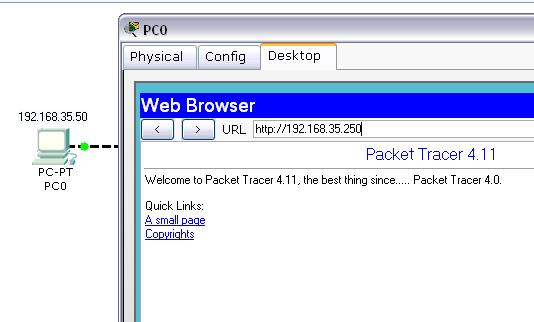 PC0
Physical Config Desktop
Web Browser
< > URL http://192.168.35.250
Packet Tracer 4.11
Welcome to Packet Tracer 4.11, the best thing since..... Packet Tracer 4.0.
Quick Links:
A small page
Copyrights
192.168.35.50
PC-PT
PC0